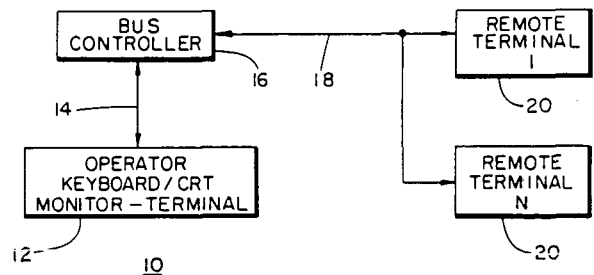 BUS
CONTROLLER
16
18
REMOTE
TERMINAL
1
20
14
OPERATOR
KEYBOARD/CRT
MONITOR-TERMINAL
12
10
REMOTE
TERMINAL
N
20